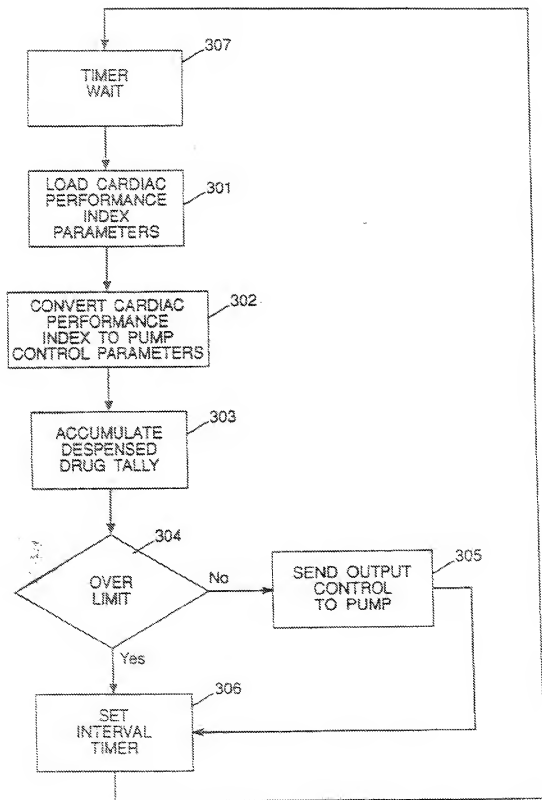 307
TIMER
WAIT
301
LOAD CARDIAC
PERFORMANCE
INDEX
PARAMETERS
302
CONVERT CARDIAC
PERFORMANCE
INDEX TO PUMP
CONTROL PARAMETERS
303
ACCUMULATE
DESPENSED
DRUG TALLY
304
OVER
LIMIT
No
305
SEND OUTPUT
CONTROL
TO PUMP
Yes
306
SET
INTERVAL
TIMER